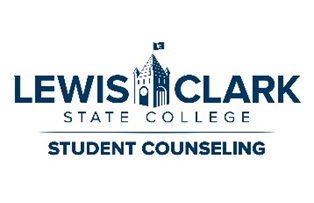 LEWIS CLARK
STATE COLLEGE
STUDENT COUNSELING